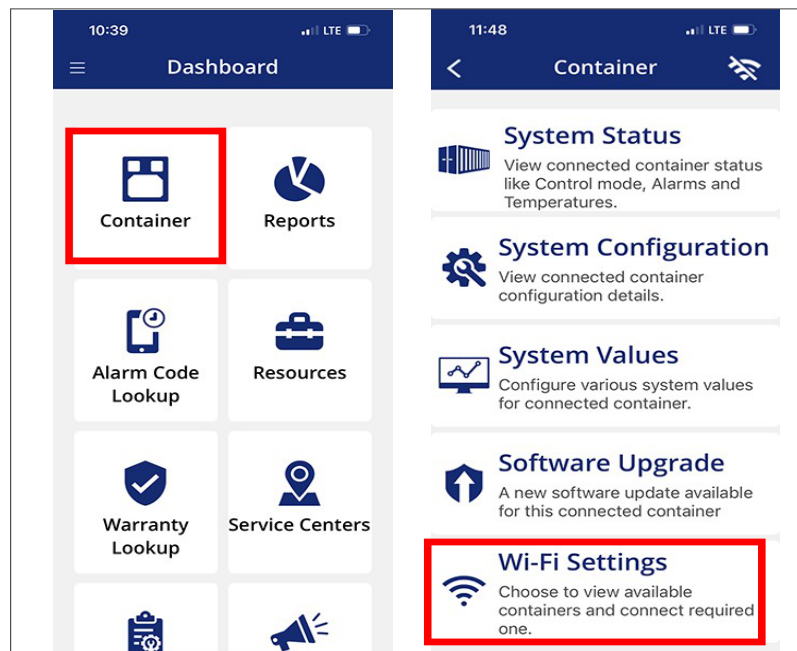 10:39
LTE
Dashboard
Container
Reports
Alarm Code
Lookup
Resources
Warranty
Lookup
Service Centers
11:48
LTE
Container
System Status
View connected container status
like Control mode, Alarms and
Temperatures.
System Configuration
View connected container
configuration details.
System Values
Configure various system values
for connected container.
Software Upgrade
A new software update available
for this connected container
Wi-Fi Settings
Choose to view available
containers and connect required
one.